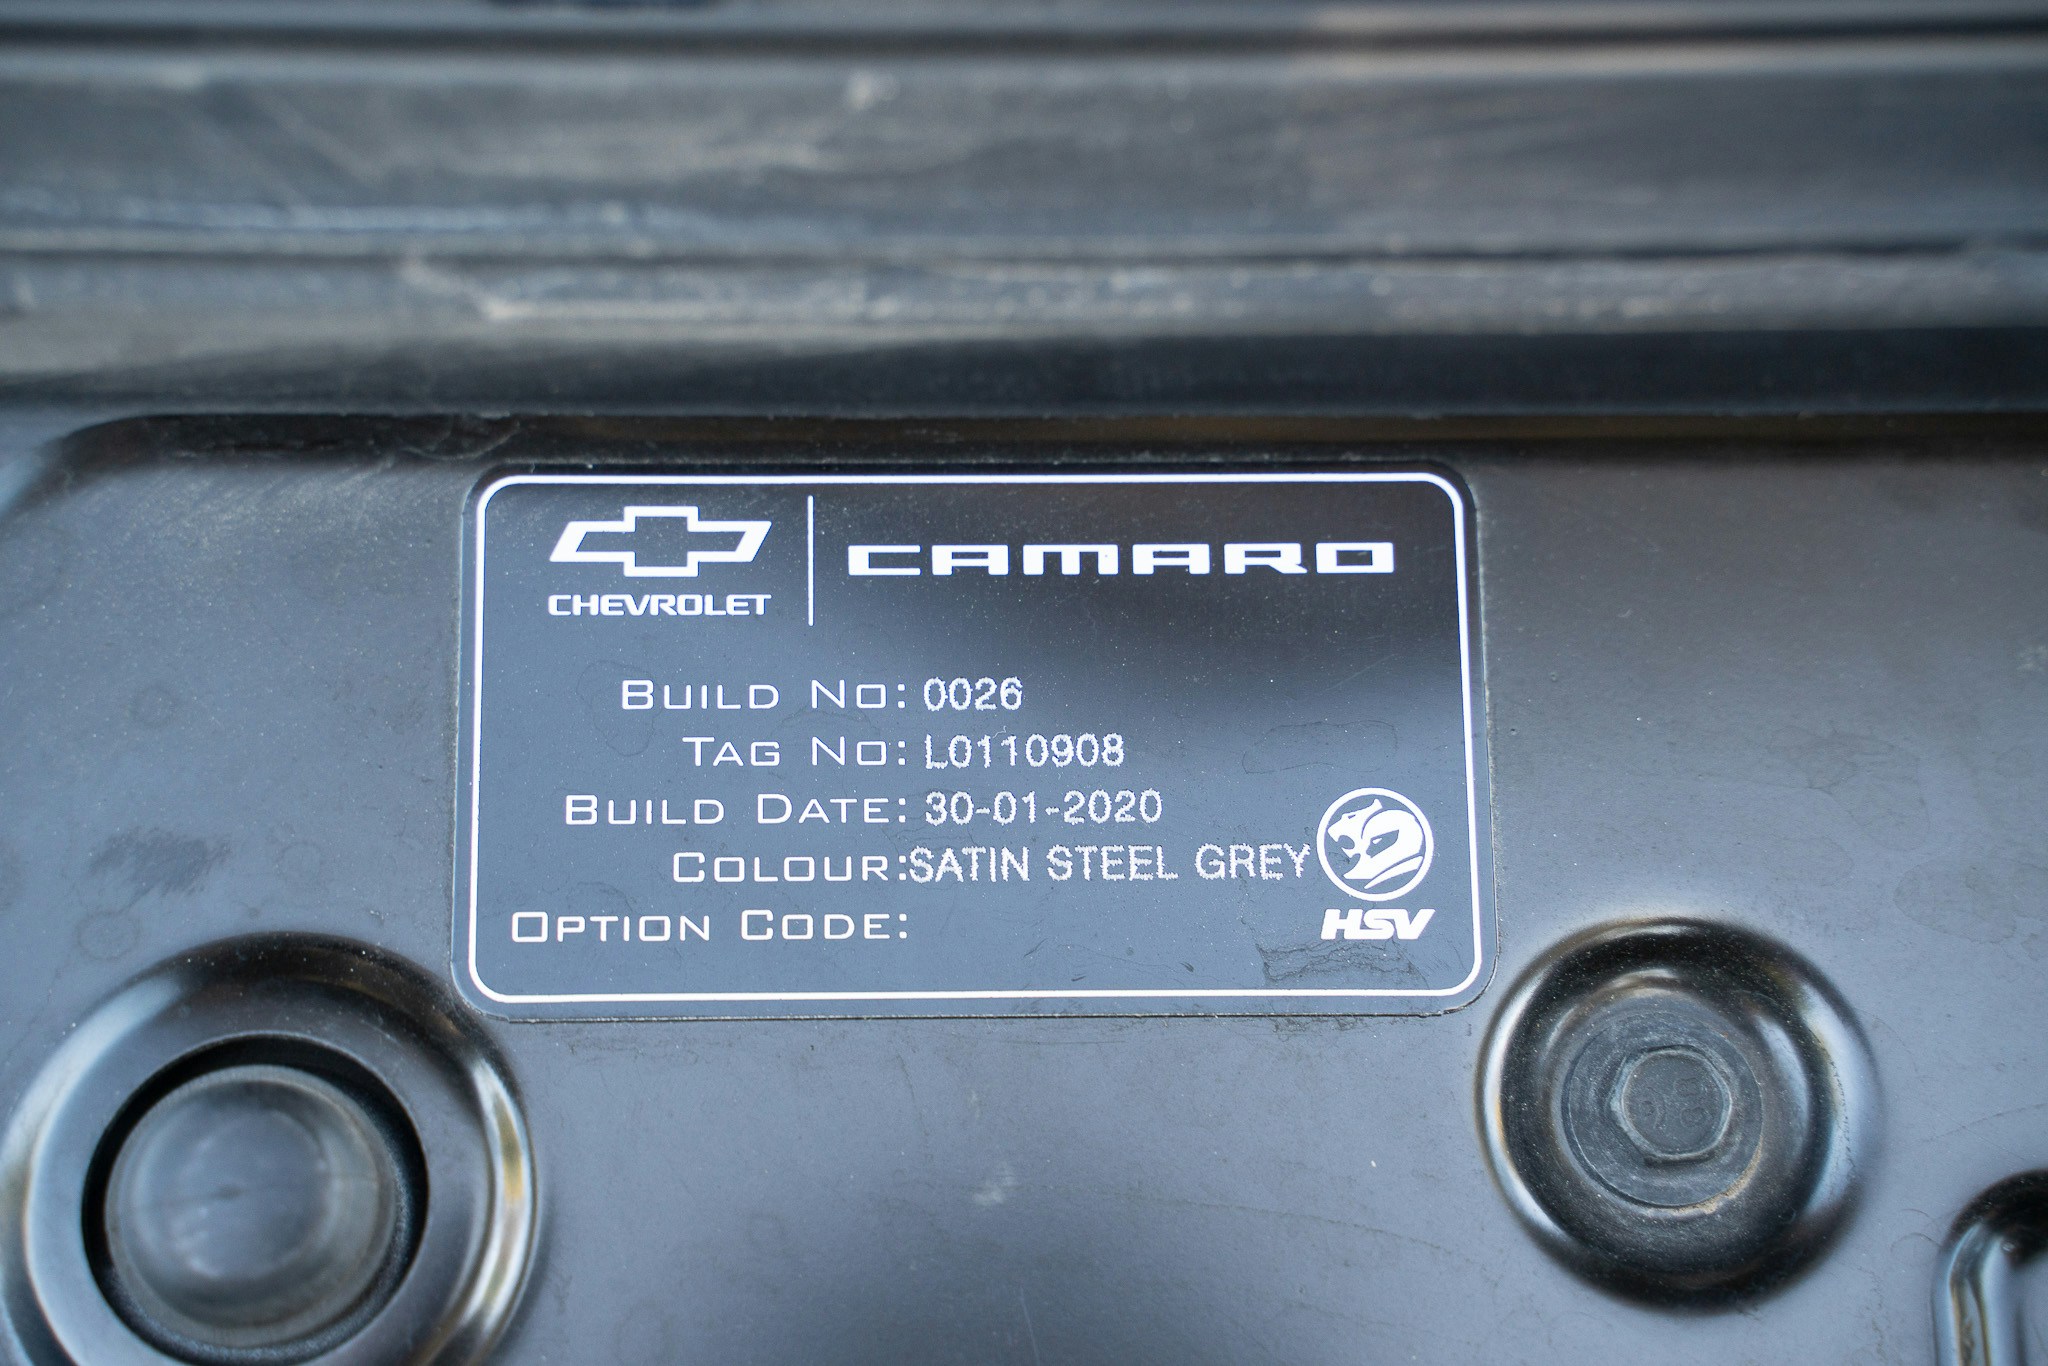 CHEVROLET
CAMARO
BUILD NO: 0026
TAG NO: L0110908
BUILD DATE: 30-01-2020
COLOUR:SATIN STEEL GREY
OPTION CODE:
HSV